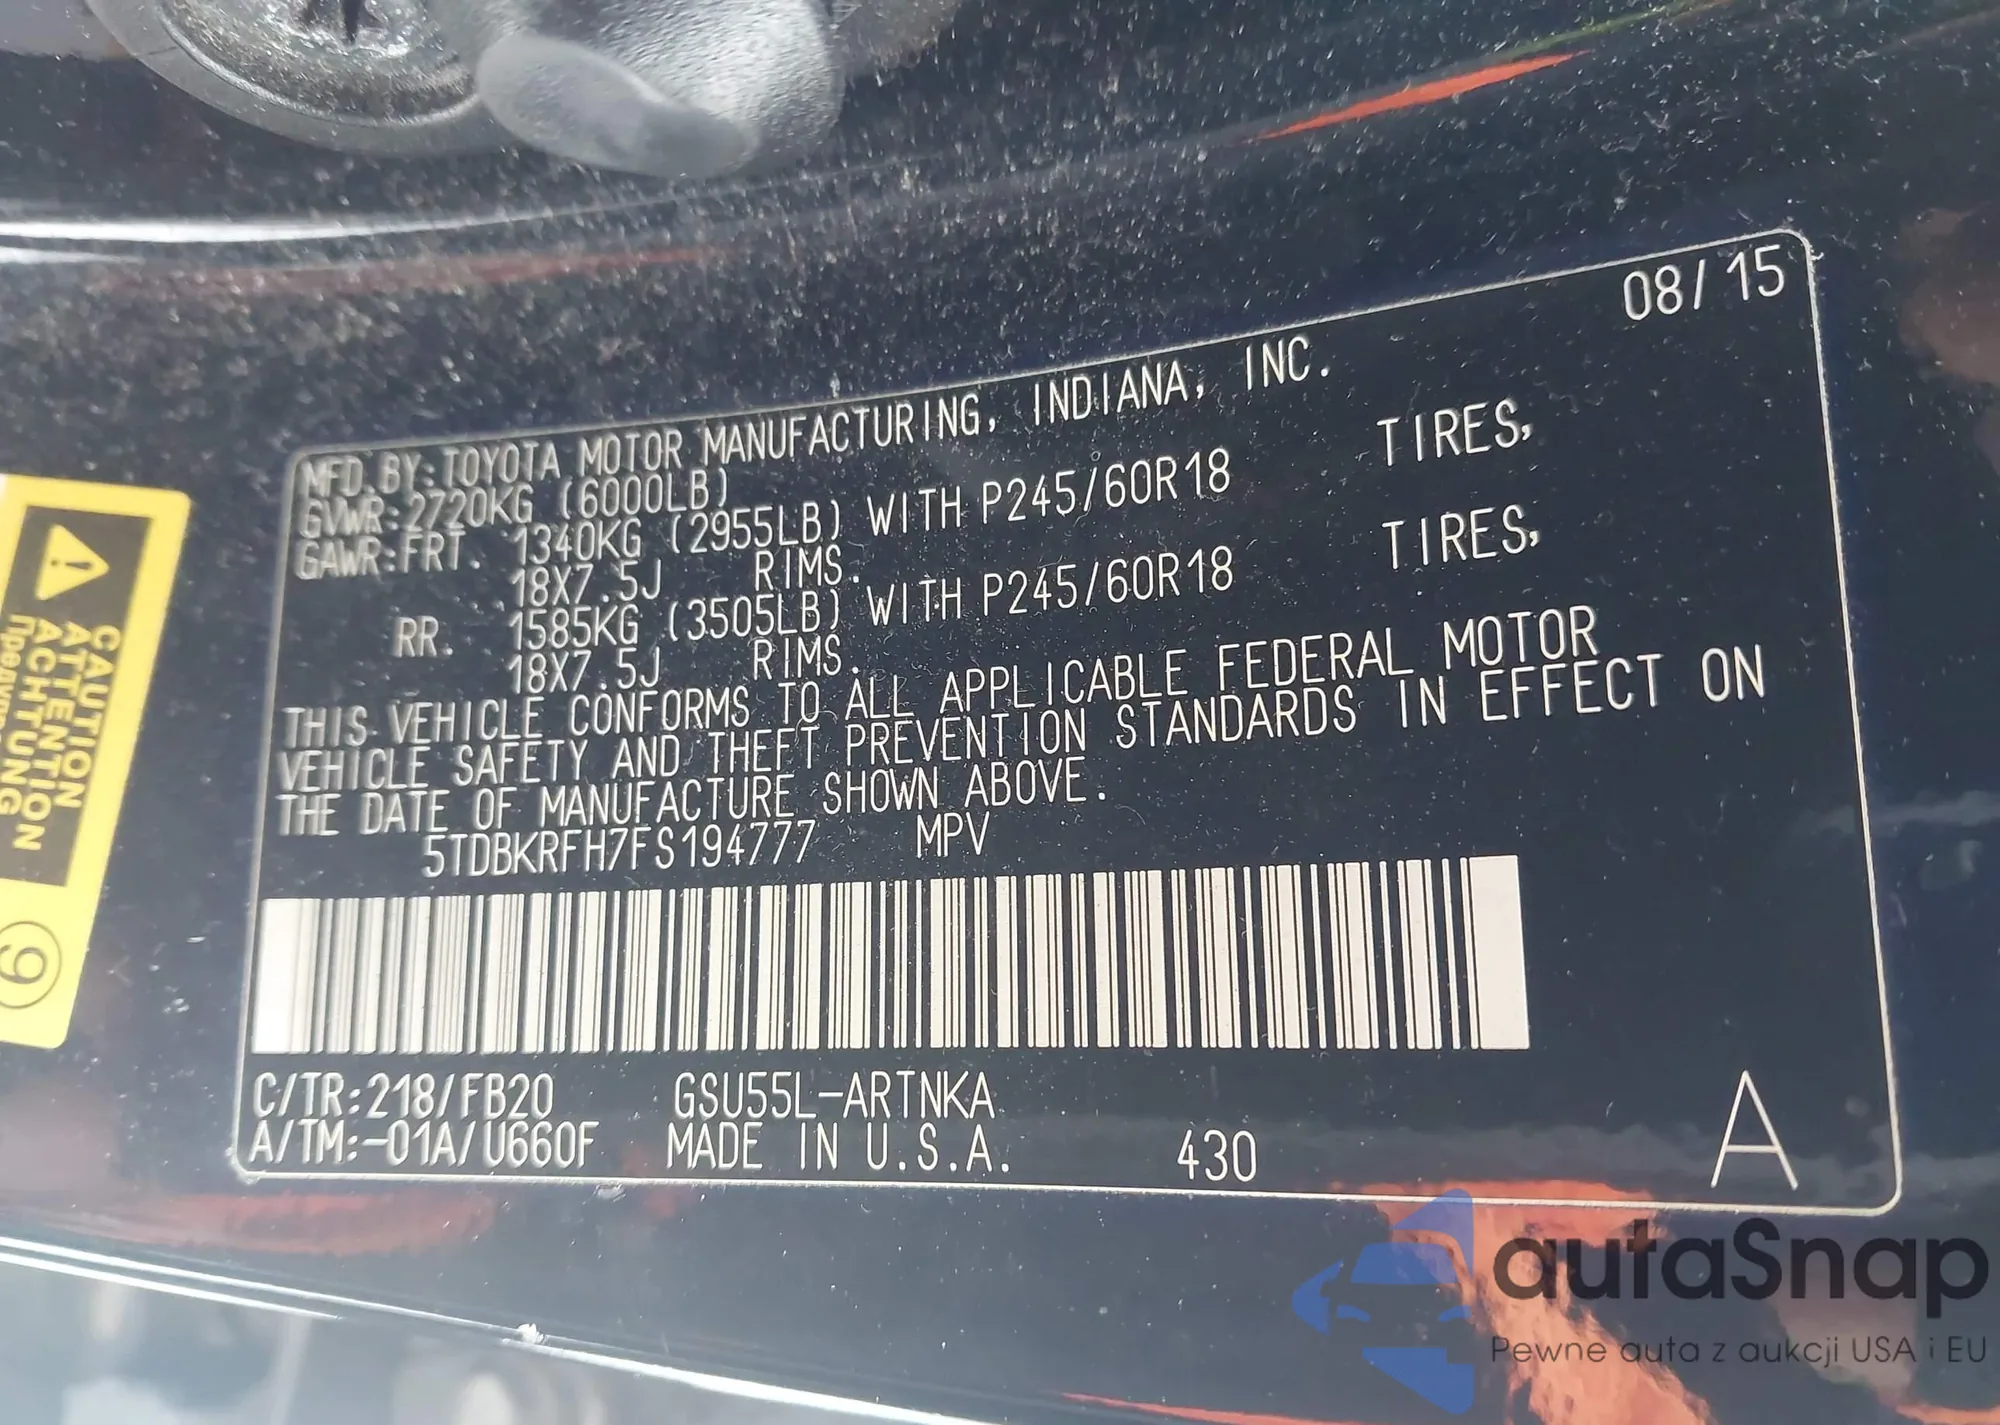 08/15
MFD.BY:TOYOTA MOTOR MANUFACTURING, INDIANA, INC.
GVWR:2720KG (6000LB)
GAWR:FRT. 1340KG (2955LB) WITH P245/60R18 TIRES,
18X7.5J RIMS.
RR. 1585KG (3505LB) WITH P245/60R18 TIRES,
18X7.5J RIMS.
THIS VEHICLE CONFORMS TO ALL APPLICABLE FEDERAL MOTOR
VEHICLE SAFETY AND THEFT PREVENTION STANDARDS IN EFFECT ON
THE DATE OF MANUFACTURE SHOWN ABOVE.
5TDBKRFH7FS194777 MPV
C/TR:218/FB20 GSU55L-ARTNKA
A/TM:-01A/U660F MADE IN U.S.A. 430 A
CAUTION
ATTENTION
ACHTUNG
9
autaSnap
Pewne auta z aukcji USA i EU